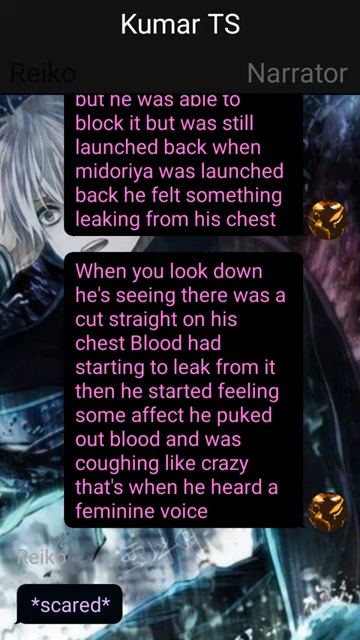 Kumar TS
Reiko
Narrator
but he was able to
block it but was still
launched back when
midoriya was launched
back he felt something
leaking from his chest
When you look down
he's seeing there was a
cut straight on his
chest Blood had
starting to leak from it
then he started feeling
some affect he puked
out blood and was
coughing like crazy
that's when he heard a
feminine voice
Reiko
*scared*